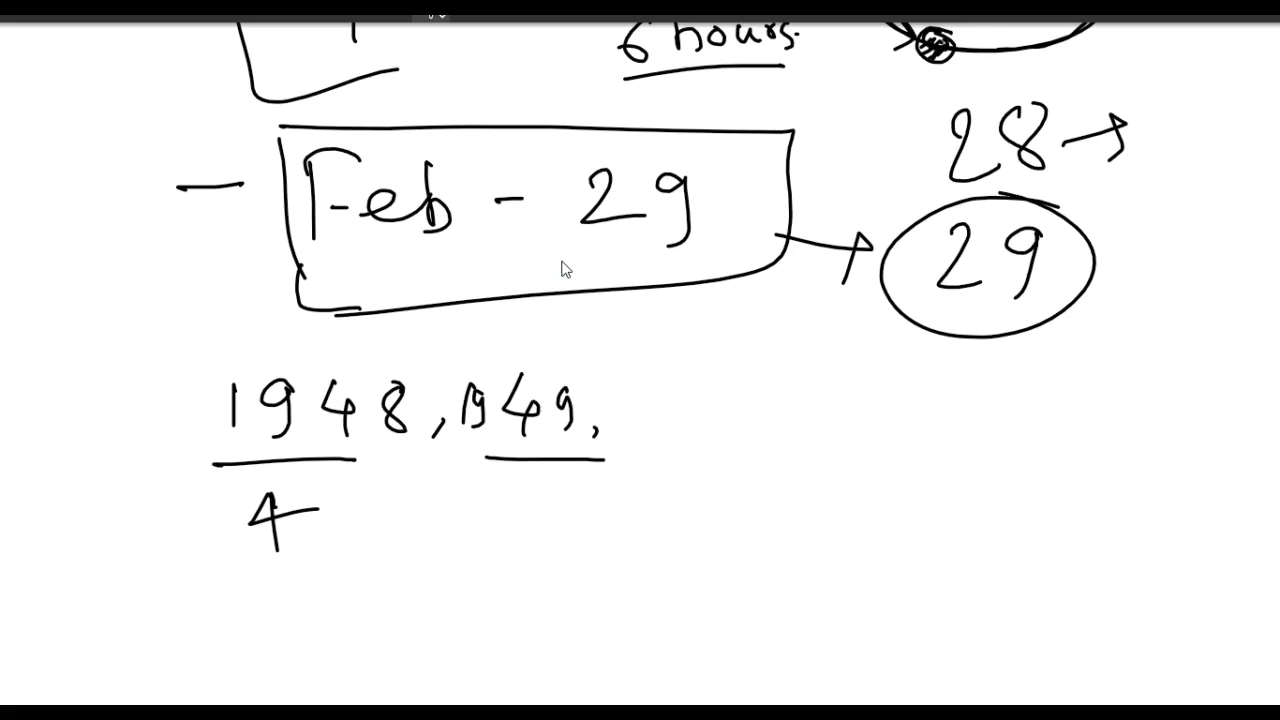 6 hours.
28 →
- Feb - 29 → 29
1948, 1949,
4